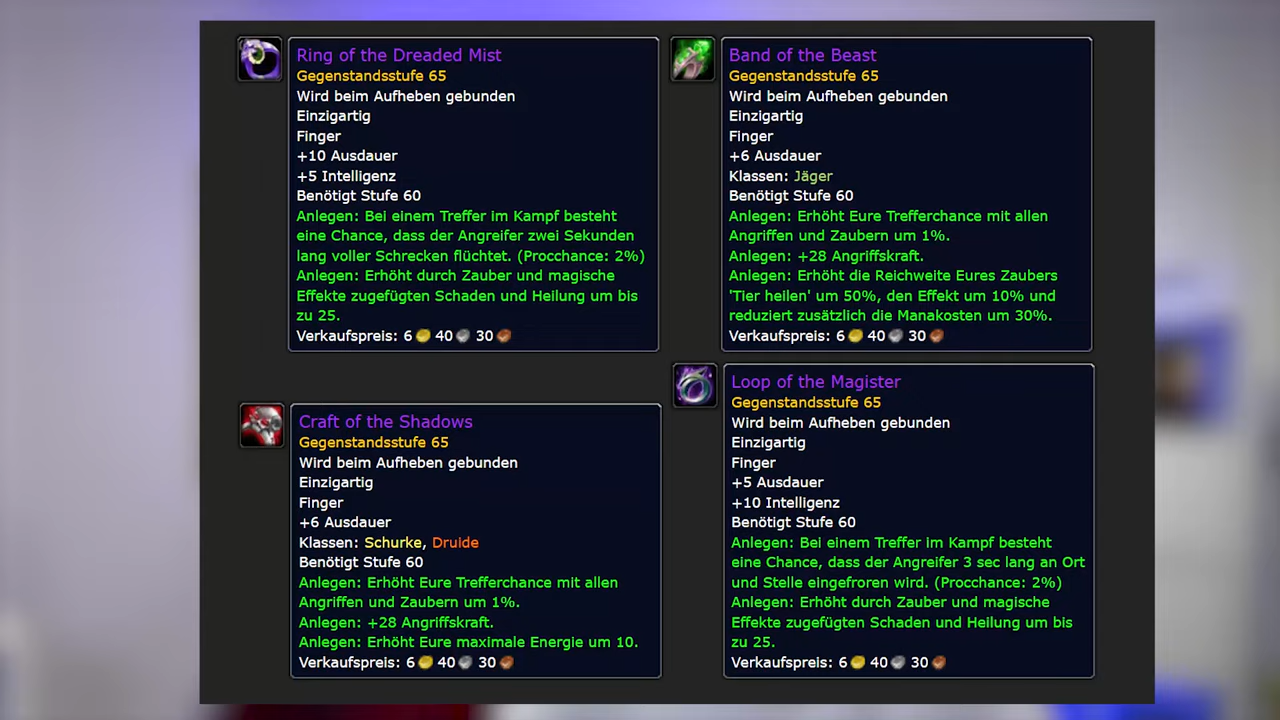 Ring of the Dreaded Mist
Gegenstandsstufe 65
Wird beim Aufheben gebunden
Einzigartig
Finger
+10 Ausdauer
+5 Intelligenz
Benötigt Stufe 60
Anlegen: Bei einem Treffer im Kampf besteht
eine Chance, dass der Angreifer zwei Sekunden
lang voller Schrecken flüchtet. (Procchance: 2%)
Anlegen: Erhöht durch Zauber und magische
Effekte zugefügten Schaden und Heilung um bis
zu 25.
Verkaufspreis: 6 40 30
Band of the Beast
Gegenstandsstufe 65
Wird beim Aufheben gebunden
Einzigartig
Finger
+6 Ausdauer
Klassen: Jäger
Benötigt Stufe 60
Anlegen: Erhöht Eure Trefferchance mit allen
Angriffen und Zaubern um 1%.
Anlegen: +28 Angriffskraft.
Anlegen: Erhöht die Reichweite Eures Zaubers
'Tier heilen' um 50%, den Effekt um 10% und
reduziert zusätzlich die Manakosten um 30%.
Verkaufspreis: 6 40 30
Craft of the Shadows
Gegenstandsstufe 65
Wird beim Aufheben gebunden
Einzigartig
Finger
+6 Ausdauer
Klassen: Schurke, Druide
Benötigt Stufe 60
Anlegen: Erhöht Eure Trefferchance mit allen
Angriffen und Zaubern um 1%.
Anlegen: +28 Angriffskraft.
Anlegen: Erhöht Eure maximale Energie um 10.
Verkaufspreis: 6 40 30
Loop of the Magister
Gegenstandsstufe 65
Wird beim Aufheben gebunden
Einzigartig
Finger
+5 Ausdauer
+10 Intelligenz
Benötigt Stufe 60
Anlegen: Bei einem Treffer im Kampf besteht
eine Chance, dass der Angreifer 3 sec lang an Ort
und Stelle eingefroren wird. (Procchance: 2%)
Anlegen: Erhöht durch Zauber und magische
Effekte zugefügten Schaden und Heilung um bis
zu 25.
Verkaufspreis: 6 40 30